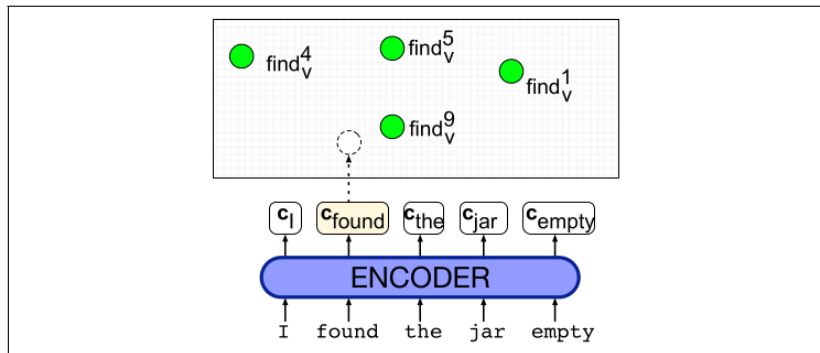 find⁵ᵥ
find⁴ᵥ
find¹ᵥ
find⁹ᵥ
c_I c_found c_the c_jar c_empty
ENCODER
I found the jar empty